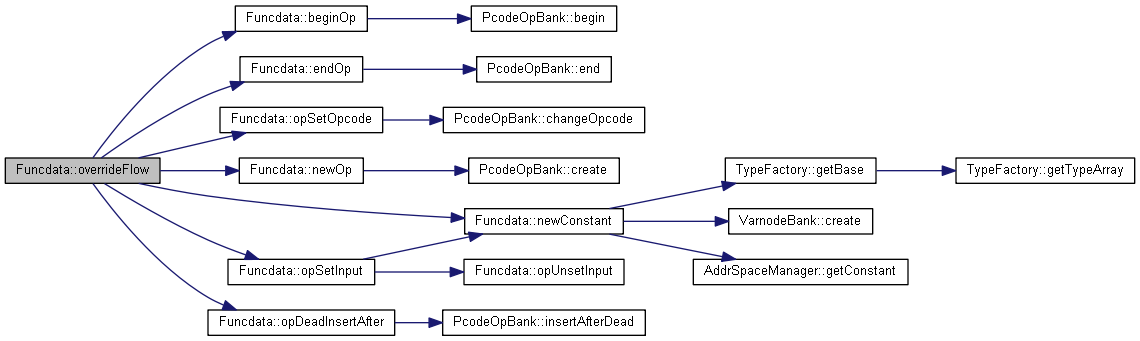 Funcdata::beginOp
PcodeOpBank::begin
Funcdata::endOp
PcodeOpBank::end
Funcdata::opSetOpcode
PcodeOpBank::changeOpcode
Funcdata::overrideFlow
Funcdata::newOp
PcodeOpBank::create
TypeFactory::getBase
TypeFactory::getTypeArray
Funcdata::newConstant
VarnodeBank::create
Funcdata::opSetInput
Funcdata::opUnsetInput
AddrSpaceManager::getConstant
Funcdata::opDeadInsertAfter
PcodeOpBank::insertAfterDead